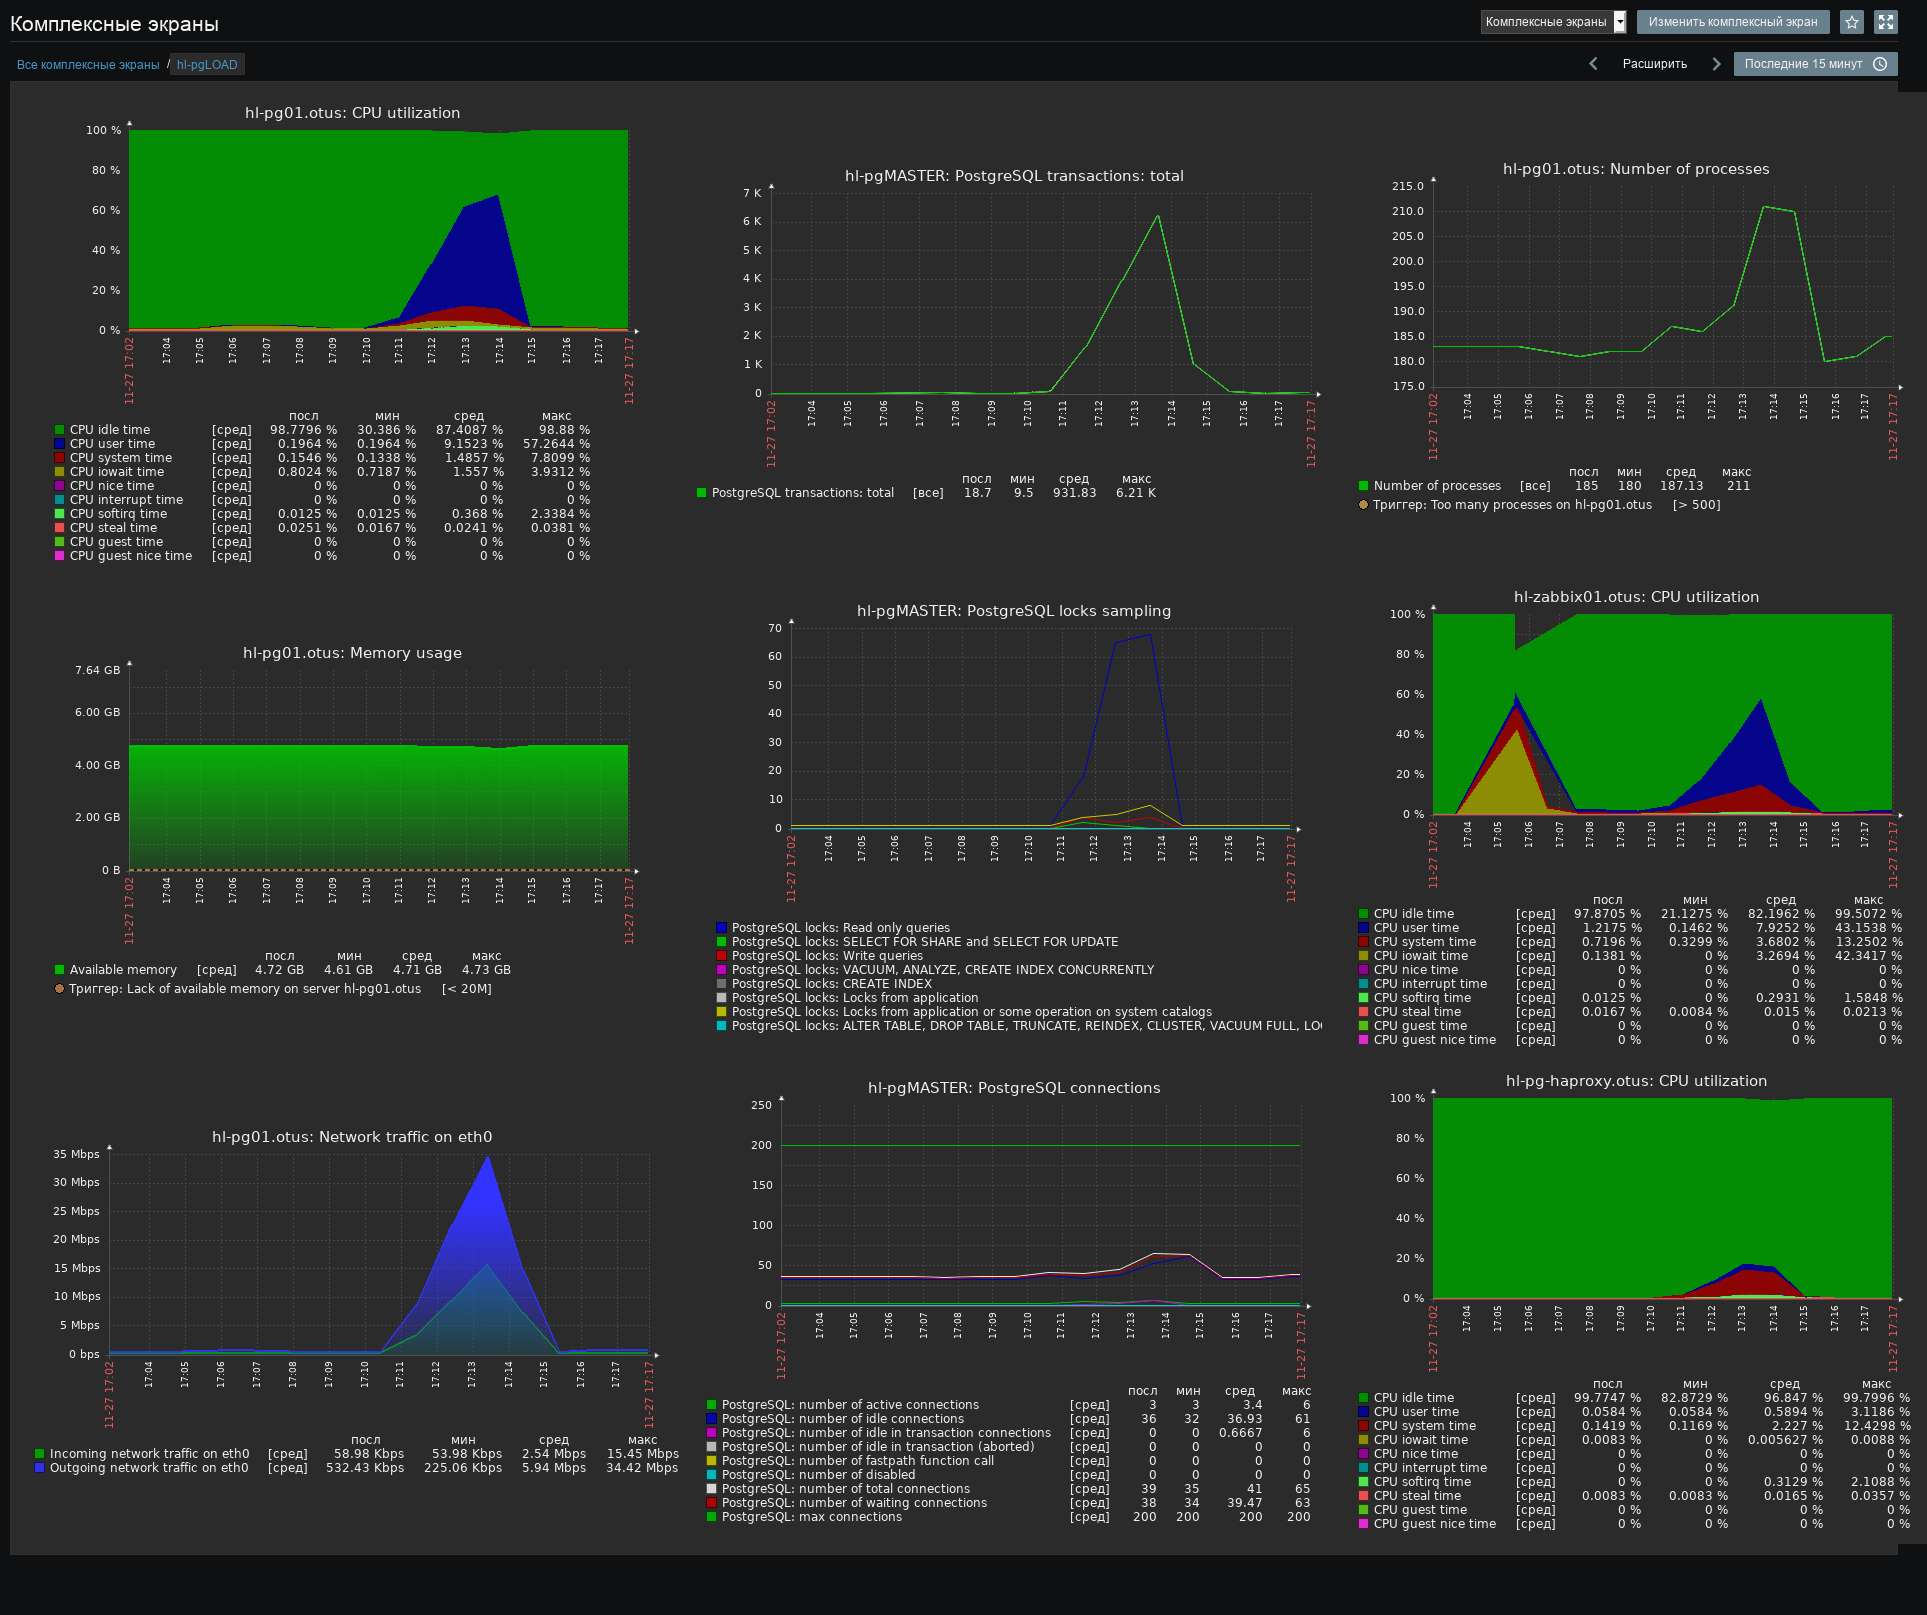 Комплексные экраны
Комплексные экраны
Изменить комплексный экран
Все комплексные экраны / hl-pgLOAD
Расширить
Последние 15 минут
hl-pg01.otus: CPU utilization
100 %
80 %
60 %
40 %
20 %
0 %
11-27 17:02 17:04 17:05 17:06 17:07 17:08 17:09 17:10 17:11 17:12 17:13 17:14 17:15 17:16 17:17 11-27 17:17
посл мин сред макс
CPU idle time [сред] 98.7796 % 30.386 % 87.4087 % 98.88 %
CPU user time [сред] 0.1964 % 0.1964 % 9.1523 % 57.2644 %
CPU system time [сред] 0.1546 % 0.1338 % 1.4857 % 7.8099 %
CPU iowait time [сред] 0.8024 % 0.7187 % 1.557 % 3.9312 %
CPU nice time [сред] 0 % 0 % 0 % 0 %
CPU interrupt time [сред] 0 % 0 % 0 % 0 %
CPU softirq time [сред] 0.0125 % 0.0125 % 0.368 % 2.3384 %
CPU steal time [сред] 0.0251 % 0.0167 % 0.0241 % 0.0381 %
CPU guest time [сред] 0 % 0 % 0 % 0 %
CPU guest nice time [сред] 0 % 0 % 0 % 0 %
hl-pgMASTER: PostgreSQL transactions: total
7 K
6 K
5 K
4 K
3 K
2 K
1 K
0
11-27 17:02 17:04 17:05 17:06 17:07 17:08 17:09 17:10 17:11 17:12 17:13 17:14 17:15 17:16 17:17 11-27 17:17
посл мин сред макс
PostgreSQL transactions: total [все] 18.7 9.5 931.83 6.21 K
hl-pg01.otus: Number of processes
215.0
210.0
205.0
200.0
195.0
190.0
185.0
180.0
175.0
11-27 17:02 17:04 17:05 17:06 17:07 17:08 17:09 17:10 17:11 17:12 17:13 17:14 17:15 17:16 17:17 11-27 17:17
посл мин сред макс
Number of processes [все] 185 180 187.13 211
Триггер: Too many processes on hl-pg01.otus [> 500]
hl-pg01.otus: Memory usage
7.64 GB
6.00 GB
4.00 GB
2.00 GB
0 B
11-27 17:02 17:04 17:05 17:06 17:07 17:08 17:09 17:10 17:11 17:12 17:13 17:14 17:15 17:16 17:17 11-27 17:17
посл мин сред макс
Available memory [сред] 4.72 GB 4.61 GB 4.71 GB 4.73 GB
Триггер: Lack of available memory on server hl-pg01.otus [< 20M]
hl-pgMASTER: PostgreSQL locks sampling
70
60
50
40
30
20
10
0
11-27 17:02 17:04 17:05 17:06 17:07 17:08 17:09 17:10 17:11 17:12 17:13 17:14 17:15 17:16 17:17 11-27 17:17
PostgreSQL locks: Read only queries
PostgreSQL locks: SELECT FOR SHARE and SELECT FOR UPDATE
PostgreSQL locks: Write queries
PostgreSQL locks: VACUUM, ANALYZE, CREATE INDEX CONCURRENTLY
PostgreSQL locks: CREATE INDEX
PostgreSQL locks: Locks from application
PostgreSQL locks: Locks from application or some operation on system catalogs
PostgreSQL locks: ALTER TABLE, DROP TABLE, TRUNCATE, REINDEX, CLUSTER, VACUUM FULL, LO
hl-zabbix01.otus: CPU utilization
100 %
80 %
60 %
40 %
20 %
0 %
11-27 17:02 17:04 17:05 17:06 17:07 17:08 17:09 17:10 17:11 17:12 17:13 17:14 17:15 17:16 17:17 11-27 17:17
посл мин сред макс
CPU idle time [сред] 97.8705 % 21.1275 % 82.1962 % 99.5072 %
CPU user time [сред] 1.2175 % 0.1462 % 7.9252 % 43.1538 %
CPU system time [сред] 0.7196 % 0.3299 % 3.6802 % 13.2502 %
CPU iowait time [сред] 0.1381 % 0 % 3.2694 % 42.3417 %
CPU nice time [сред] 0 % 0 % 0 % 0 %
CPU interrupt time [сред] 0 % 0 % 0 % 0 %
CPU softirq time [сред] 0.0125 % 0 % 0.2931 % 1.5848 %
CPU steal time [сред] 0.0167 % 0.0084 % 0.015 % 0.0213 %
CPU guest time [сред] 0 % 0 % 0 % 0 %
CPU guest nice time [сред] 0 % 0 % 0 % 0 %
hl-pg01.otus: Network traffic on eth0
35 Mbps
30 Mbps
25 Mbps
20 Mbps
15 Mbps
10 Mbps
5 Mbps
0 bps
11-27 17:02 17:04 17:05 17:06 17:07 17:08 17:09 17:10 17:11 17:12 17:13 17:14 17:15 17:16 17:17 11-27 17:17
посл мин сред макс
Incoming network traffic on eth0 [сред] 58.98 Kbps 53.98 Kbps 2.54 Mbps 15.45 Mbps
Outgoing network traffic on eth0 [сред] 532.43 Kbps 225.06 Kbps 5.94 Mbps 34.42 Mbps
hl-pgMASTER: PostgreSQL connections
250
200
150
100
50
0
11-27 17:02 17:04 17:05 17:06 17:07 17:08 17:09 17:10 17:11 17:12 17:13 17:14 17:15 17:16 17:17 11-27 17:17
посл мин сред макс
PostgreSQL: number of active connections [сред] 3 3 3.4 6
PostgreSQL: number of idle connections [сред] 36 32 36.93 61
PostgreSQL: number of idle in transaction connections [сред] 0 0 0.6667 6
PostgreSQL: number of idle in transaction (aborted) [сред] 0 0 0 0
PostgreSQL: number of fastpath function call [сред] 0 0 0 0
PostgreSQL: number of disabled [сред] 0 0 0 0
PostgreSQL: number of total connections [сред] 39 35 41 65
PostgreSQL: number of waiting connections [сред] 38 34 39.47 63
PostgreSQL: max connections [сред] 200 200 200 200
hl-pg-haproxy.otus: CPU utilization
100 %
80 %
60 %
40 %
20 %
0 %
11-27 17:02 17:04 17:05 17:06 17:07 17:08 17:09 17:10 17:11 17:12 17:13 17:14 17:15 17:16 17:17 11-27 17:17
посл мин сред макс
CPU idle time [сред] 99.7747 % 82.8729 % 96.847 % 99.7996 %
CPU user time [сред] 0.0584 % 0.0584 % 0.5894 % 3.1186 %
CPU system time [сред] 0.1419 % 0.1169 % 2.227 % 12.4298 %
CPU iowait time [сред] 0.0083 % 0 % 0.005627 % 0.0088 %
CPU nice time [сред] 0 % 0 % 0 % 0 %
CPU interrupt time [сред] 0 % 0 % 0 % 0 %
CPU softirq time [сред] 0 % 0 % 0.3129 % 2.1088 %
CPU steal time [сред] 0.0083 % 0.0083 % 0.0165 % 0.0357 %
CPU guest time [сред] 0 % 0 % 0 % 0 %
CPU guest nice time [сред] 0 % 0 % 0 % 0 %